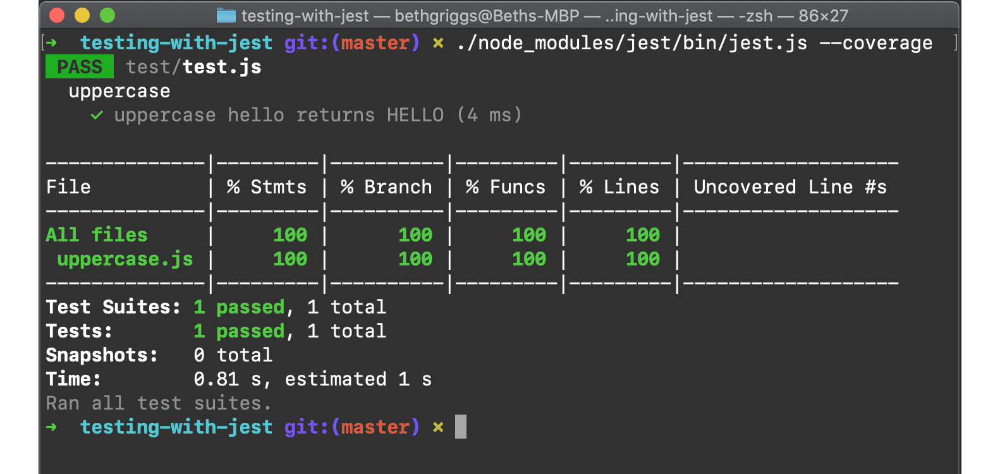 testing-with-jest — bethgriggs@Beths-MBP — ..ing-with-jest — -zsh — 86×27
[➜  testing-with-jest git:(master) ✗ ./node_modules/jest/bin/jest.js --coverage  ]
 PASS  test/test.js
  uppercase
    ✓ uppercase hello returns HELLO (4 ms)
--------------|---------|----------|---------|---------|-------------------
File          | % Stmts | % Branch | % Funcs | % Lines | Uncovered Line #s
--------------|---------|----------|---------|---------|-------------------
All files     |     100 |      100 |     100 |     100 |
 uppercase.js |     100 |      100 |     100 |     100 |
--------------|---------|----------|---------|---------|-------------------
Test Suites: 1 passed, 1 total
Tests:       1 passed, 1 total
Snapshots:   0 total
Time:        0.81 s, estimated 1 s
Ran all test suites.
➜  testing-with-jest git:(master) ✗